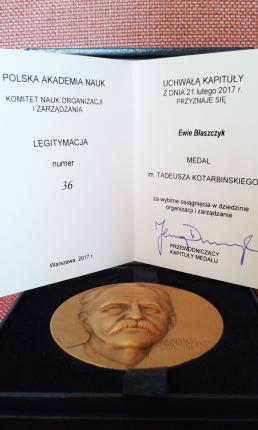 POLSKA AKADEMIA NAUK
KOMITET NAUK ORGANIZACJI
I ZARZĄDZANIA
LEGITYMACJA
numer
36
Warszawa, 2017 r.
UCHWAŁĄ KAPITUŁY
Z DNIA 21 lutego 2017 r.
PRZYZNAJE SIĘ
Ewie Błaszczyk
MEDAL
im. TADEUSZA KOTARBIŃSKIEGO
za wybitne osiągnięcia w dziedzinie
organizacji i zarządzania
PRZEWODNICZĄCY
KAPITUŁY MEDALU